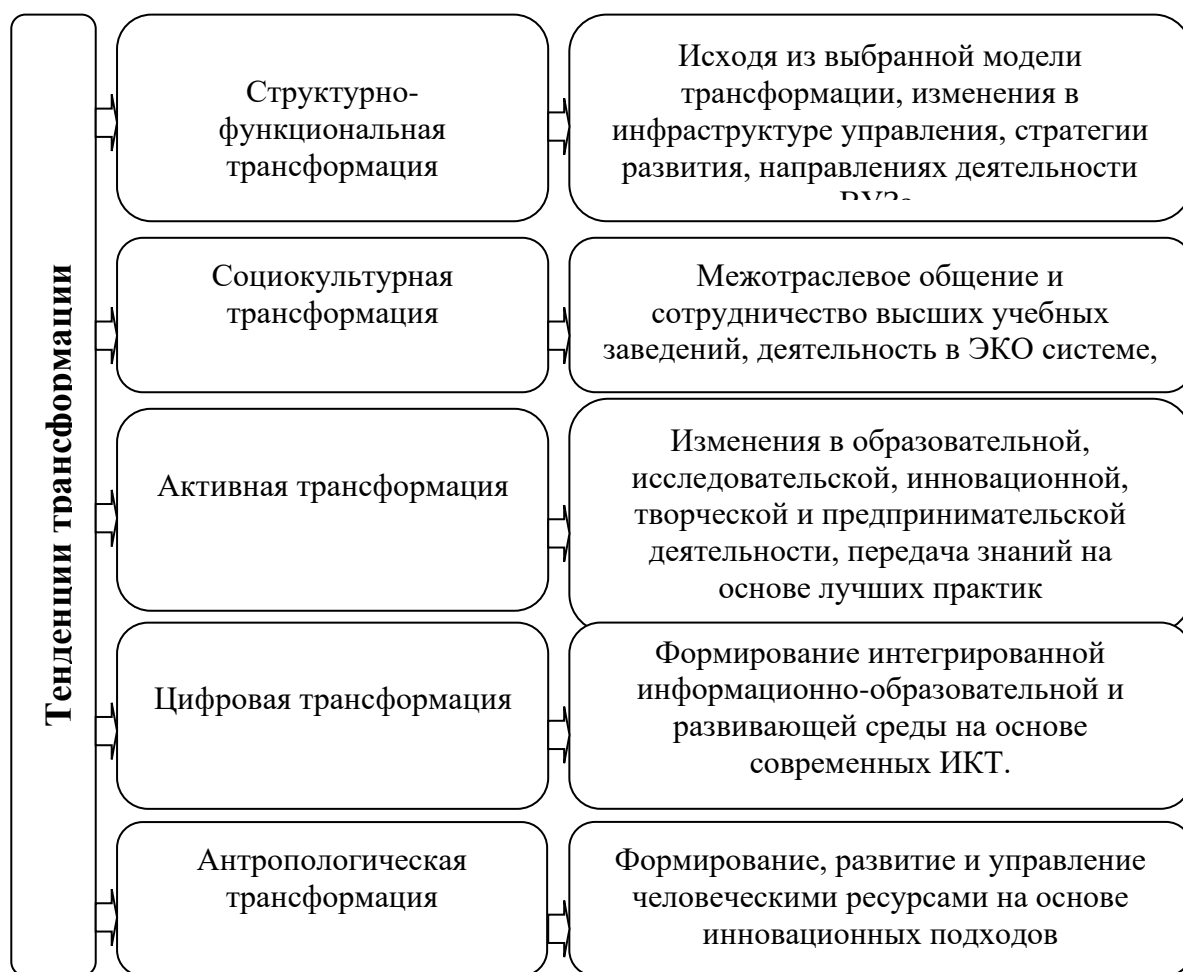 Тенденции трансформации
Структурно-
функциональная
трансформация
Исходя из выбранной модели
трансформации, изменения в
инфраструктуре управления, стратегии
развития, направлениях деятельности
Социокультурная
трансформация
Межотраслевое общение и
сотрудничество высших учебных
заведений, деятельность в ЭКО системе,
Активная трансформация
Изменения в образовательной,
исследовательской, инновационной,
творческой и предпринимательской
деятельности, передача знаний на
основе лучших практик
Цифровая трансформация
Формирование интегрированной
информационно-образовательной и
развивающей среды на основе
современных ИКТ.
Антропологическая
трансформация
Формирование, развитие и управление
человеческими ресурсами на основе
инновационных подходов